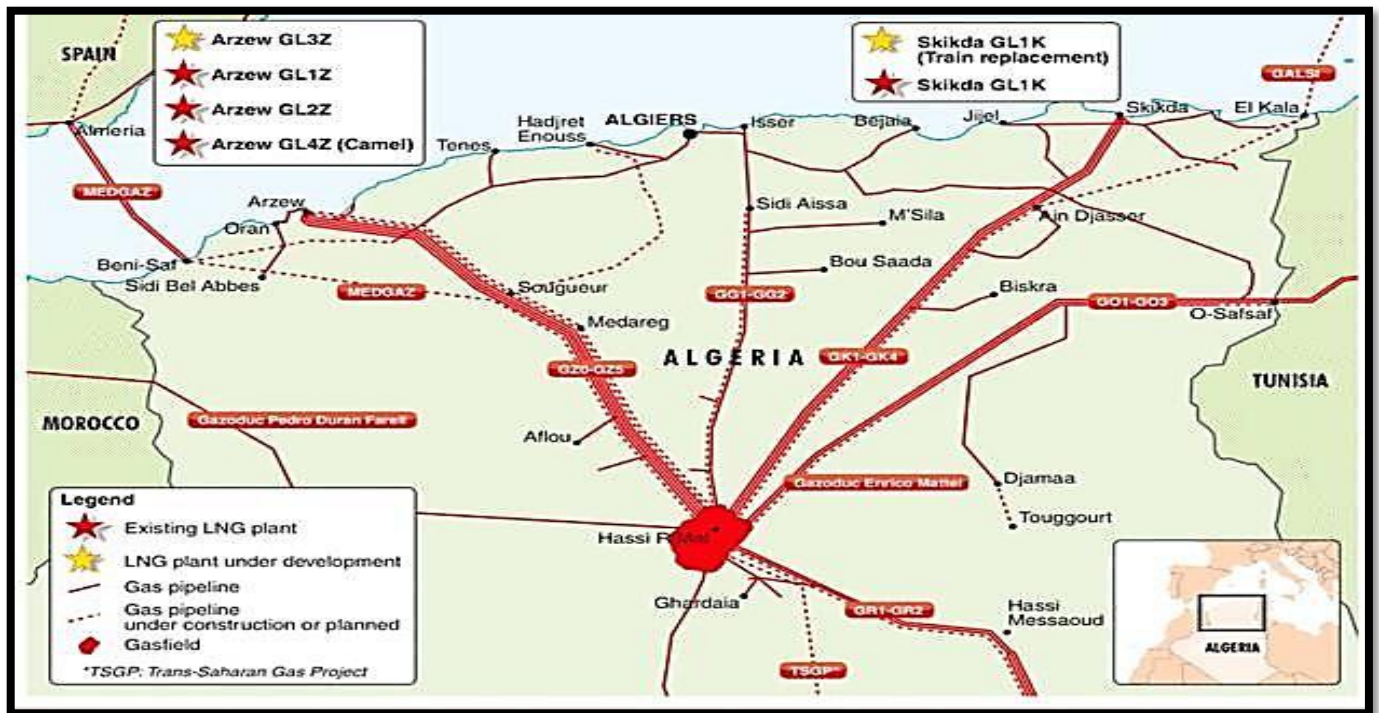 SPAIN
Arzew GL3Z
Arzew GL1Z
Arzew GL2Z
Arzew GL4Z (Camel)
Skikda GL1K
(Train replacement)
Skikda GL1K
GALSI
Almeria
Hadjret
Enouss
ALGIERS
Isser
Bejaia
Jijel
Skikda
El Kala
Tenes
MEDGAZ
Arzew
Oran
Sidi Aissa
M'Sila
Ain Djasser
Beni-Saf
Sidi Bel Abbes
MEDGAZ
Sougueur
Bou Saada
GG1-GG2
Biskra
GO1-GO3
O-Safsaf
Medareg
ALGERIA
GK1-GK4
GZ0-GZ5
TUNISIA
MOROCCO
Gazoduc Pedro Duran Farell
Aflou
Gazoduc Enrico Mattei
Djamaa
Touggourt
Hassi R'Mel
Legend
Existing LNG plant
LNG plant under development
Gas pipeline
Gas pipeline
under construction or planned
Gasfield
*TSGP: Trans-Saharan Gas Project
Ghardaia
GR1-GR2
Hassi
Messaoud
TSGP*
ALGERIA